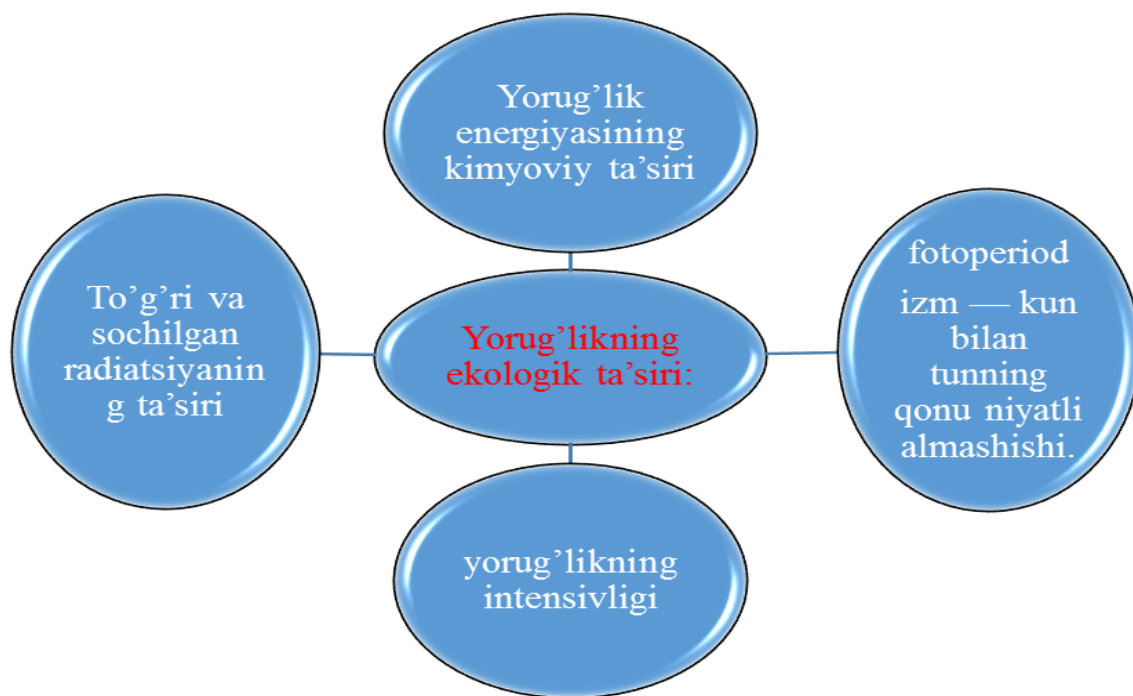 Yorug’lik
energiyasining
kimyoviy ta’siri
To’g’ri va
sochilgan
radiatsiyanin
g ta’siri
Yorug’likning
ekologik ta’siri:
fotoperiod
izm — kun
bilan
tunning
qonu niyatli
almashishi.
yorug’likning
intensivligi